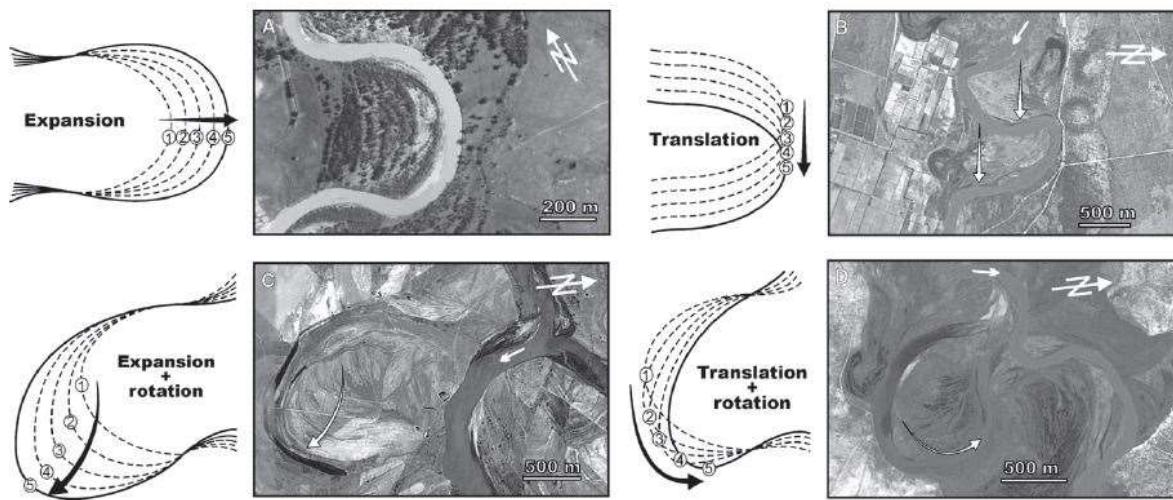 Expansion
① ② ③ ④ ⑤
A
N
200 m
Translation
①
②
③
④
⑤
B
N
500 m
Expansion
+
rotation
①
②
③
④
⑤
C
N
500 m
Translation
+
rotation
①
②
③
④
⑤
D
N
500 m